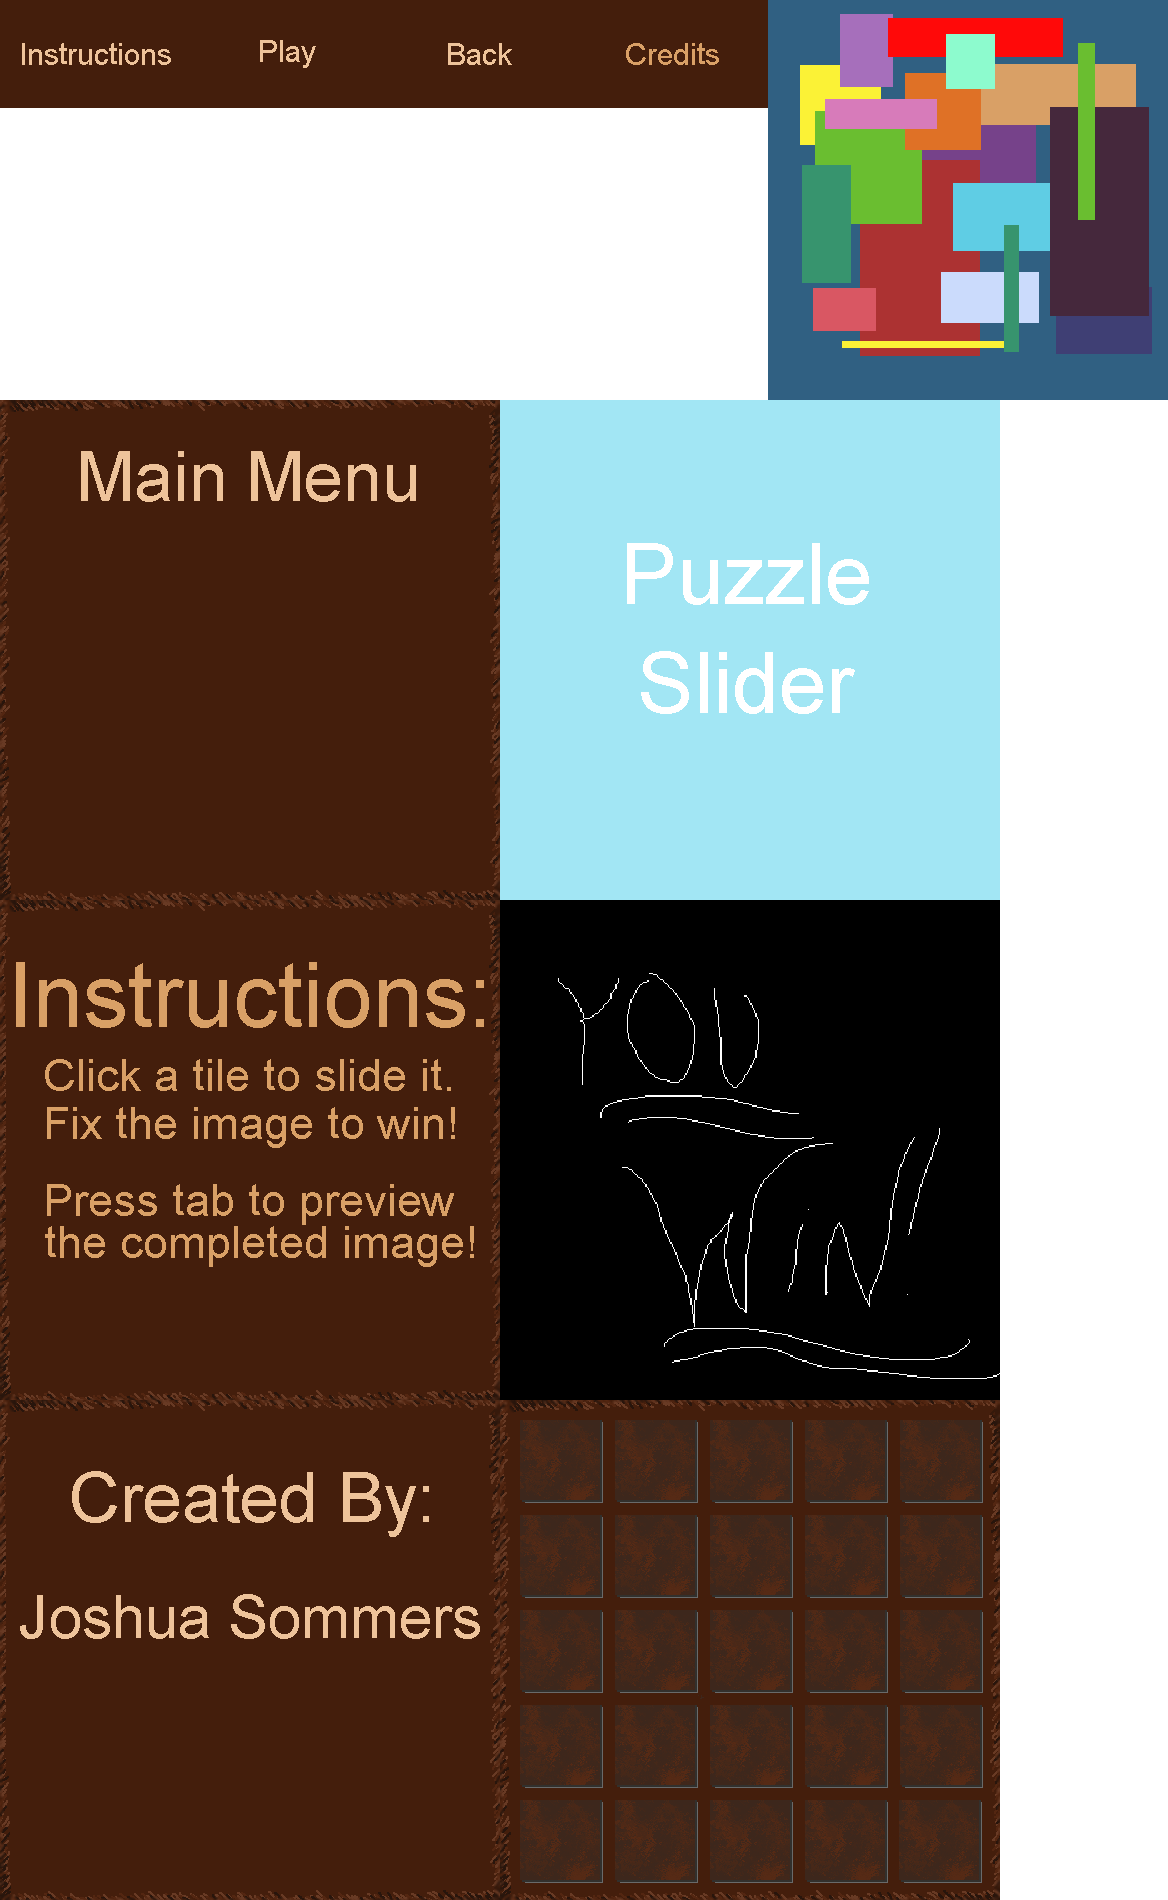 Instructions Play Back Credits
Main Menu
Puzzle
Slider
Instructions:
Click a tile to slide it.
Fix the image to win!
Press tab to preview
the completed image!
YOU
WIN!
Created By:
Joshua Sommers